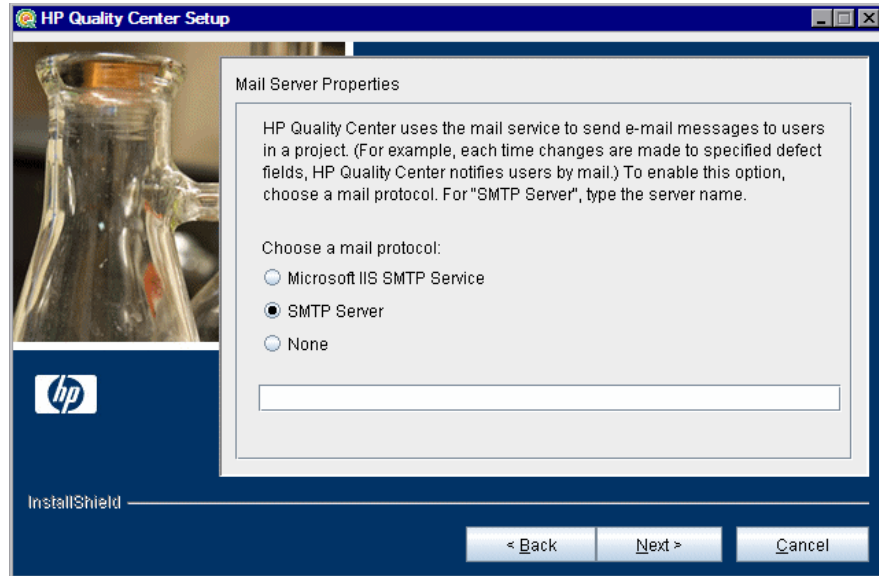 HP Quality Center Setup
Mail Server Properties
HP Quality Center uses the mail service to send e-mail messages to users
in a project. (For example, each time changes are made to specified defect
fields, HP Quality Center notifies users by mail.) To enable this option,
choose a mail protocol. For "SMTP Server", type the server name.
Choose a mail protocol:
Microsoft IIS SMTP Service
SMTP Server
None
hp
InstallShield
< Back
Next >
Cancel